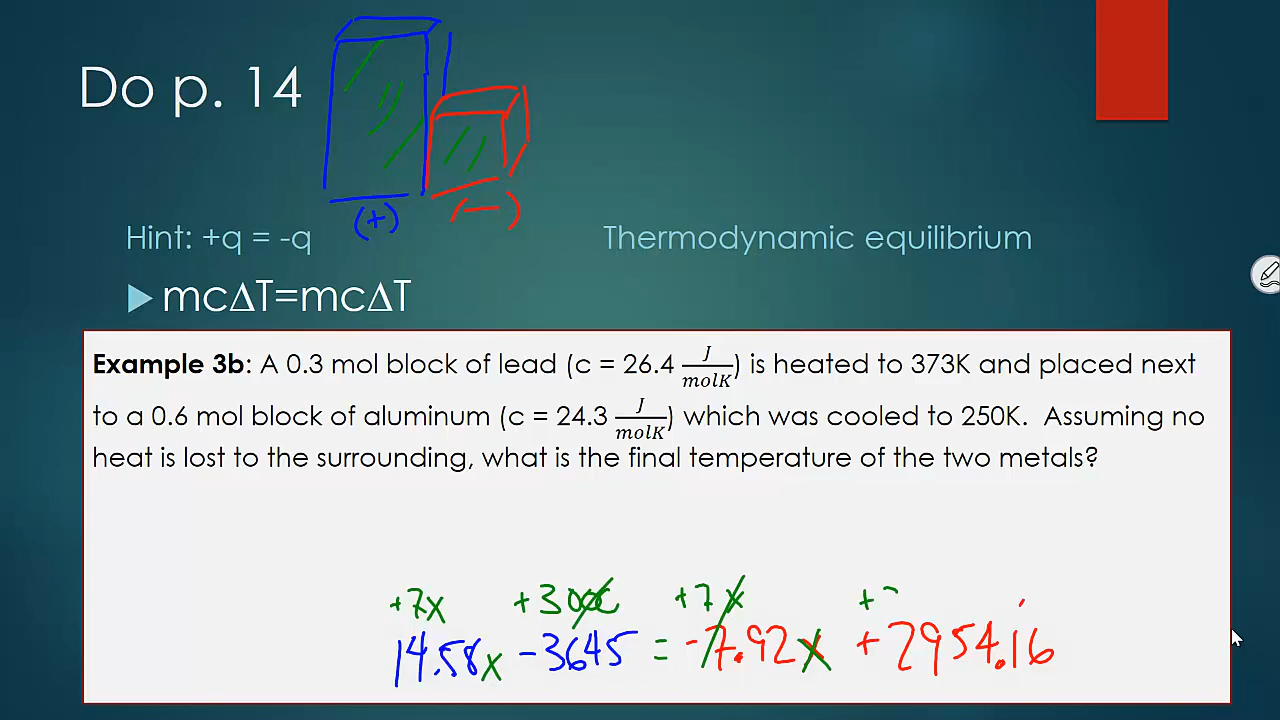 Do p. 14
(+)
(−)
Hint: +q = -q
Thermodynamic equilibrium
mc∆T=mc∆T
Example 3b: A 0.3 mol block of lead (c = 26.4 J/molK) is heated to 373K and placed next
to a 0.6 mol block of aluminum (c = 24.3 J/molK) which was cooled to 250K. Assuming no
heat is lost to the surrounding, what is the final temperature of the two metals?
+7x +7x +
14.58x -3645 = -7.92x +2954.16